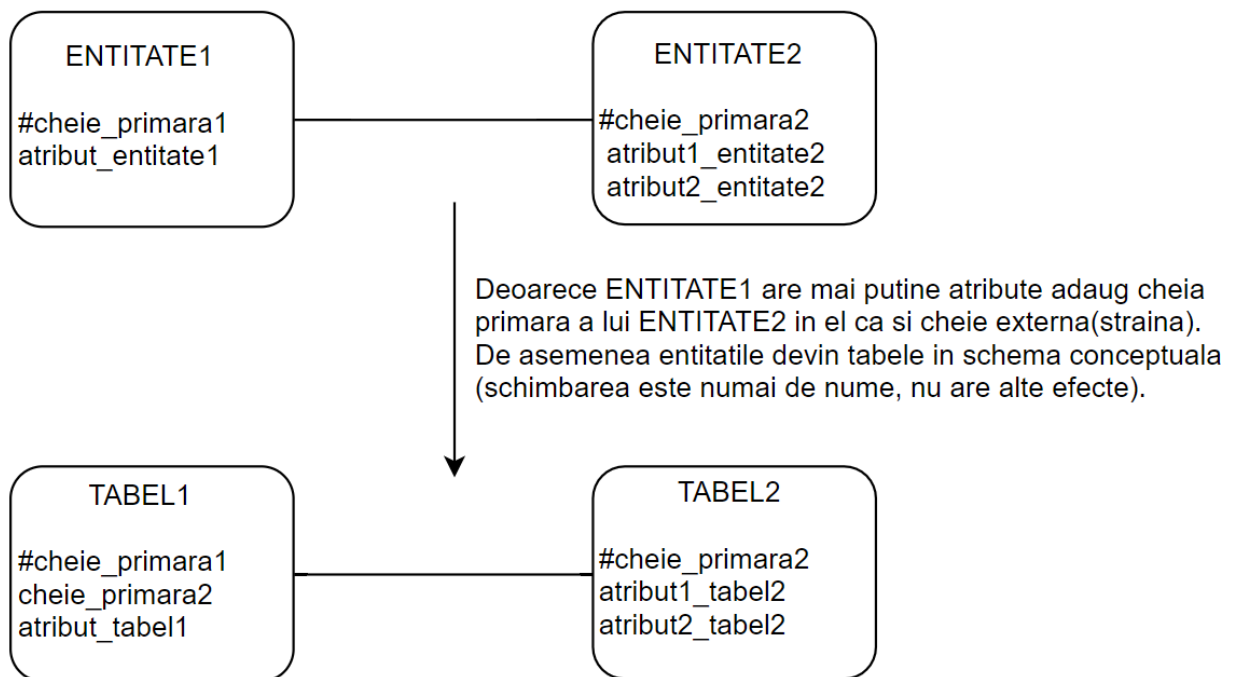 ENTITATE1
#cheie_primara1
atribut_entitate1
ENTITATE2
#cheie_primara2
atribut1_entitate2
atribut2_entitate2
Deoarece ENTITATE1 are mai putine atribute adaug cheia
primara a lui ENTITATE2 in el ca si cheie externa(straina).
De asemenea entitatile devin tabele in schema conceptuala
(schimbarea este numai de nume, nu are alte efecte).
TABEL1
#cheie_primara1
cheie_primara2
atribut_tabel1
TABEL2
#cheie_primara2
atribut1_tabel2
atribut2_tabel2